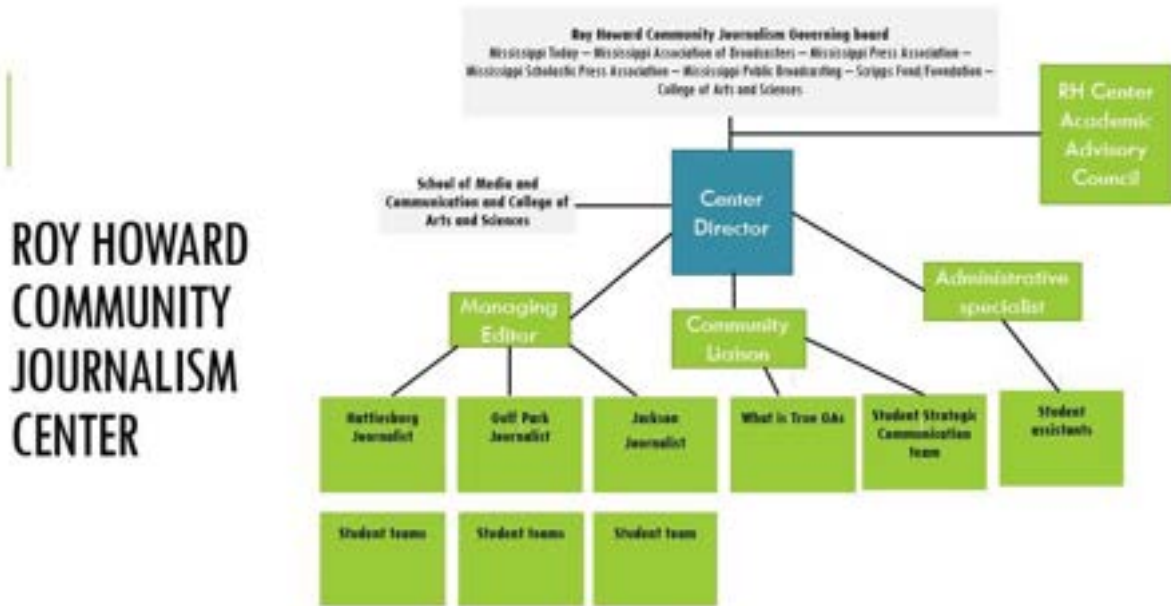 ROY HOWARD
COMMUNITY
JOURNALISM
CENTER
Roy Howard Community Journalism Governing board
Mississippi Today – Mississippi Association of Broadcasters – Mississippi Press Association –
Mississippi Scholastic Press Association – Mississippi Public Broadcasting – Scripps Fond/Foundation –
College of Arts and Sciences
RH Center
Academic
Advisory
Council
School of Media and
Communication and College of
Arts and Sciences
Center
Director
Managing
Editor
Community
Liaison
Administrative
specialist
Hattiesburg
Journalist
Gulf Park
Journalist
Jackson
Journalist
What is True GAs
Student Strategic
Communication
team
Student
assistants
Student teams
Student teams
Student team